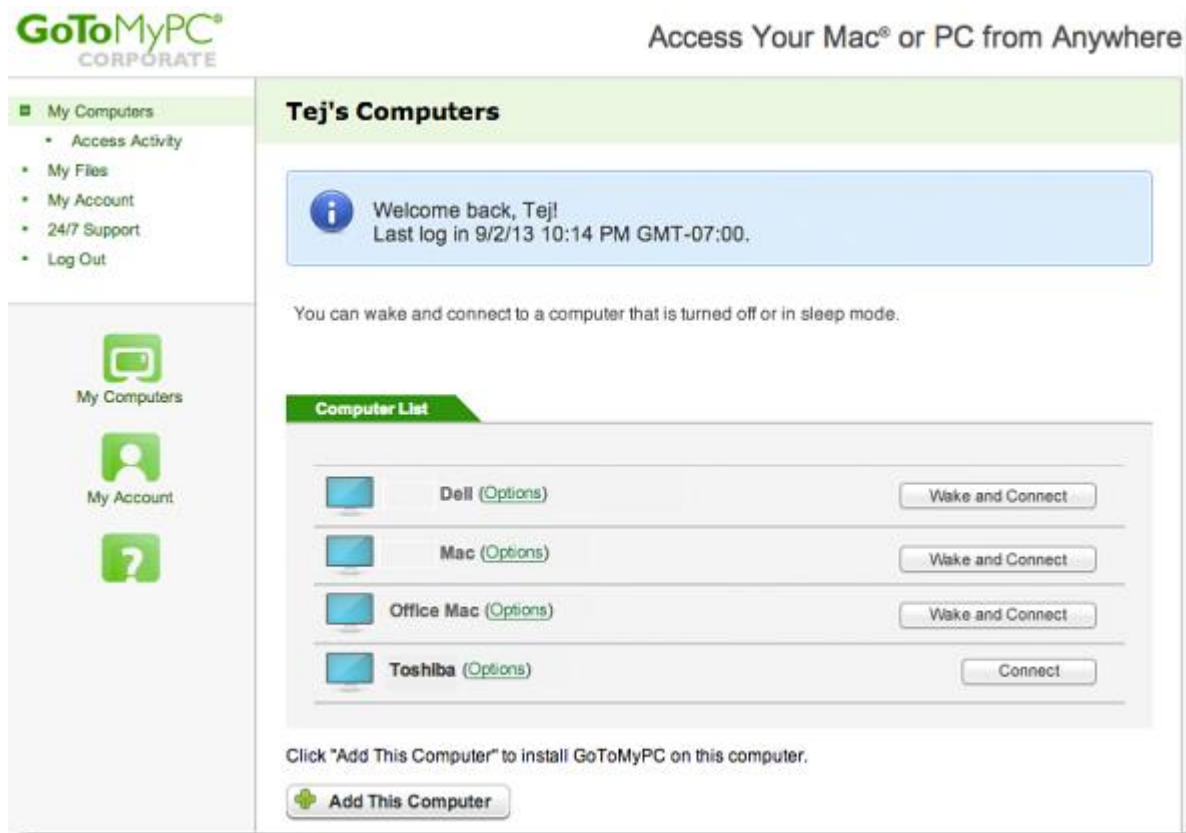 GoToMyPC®
CORPORATE
Access Your Mac® or PC from Anywhere
My Computers
Access Activity
My Files
My Account
24/7 Support
Log Out
My Computers
My Account
?
Tej's Computers
i
Welcome back, Tej!
Last log in 9/2/13 10:14 PM GMT-07:00.
You can wake and connect to a computer that is turned off or in sleep mode.
Computer List
Dell (Options) Wake and Connect
Mac (Options) Wake and Connect
Office Mac (Options) Wake and Connect
Toshiba (Options) Connect
Click "Add This Computer" to install GoToMyPC on this computer.
Add This Computer